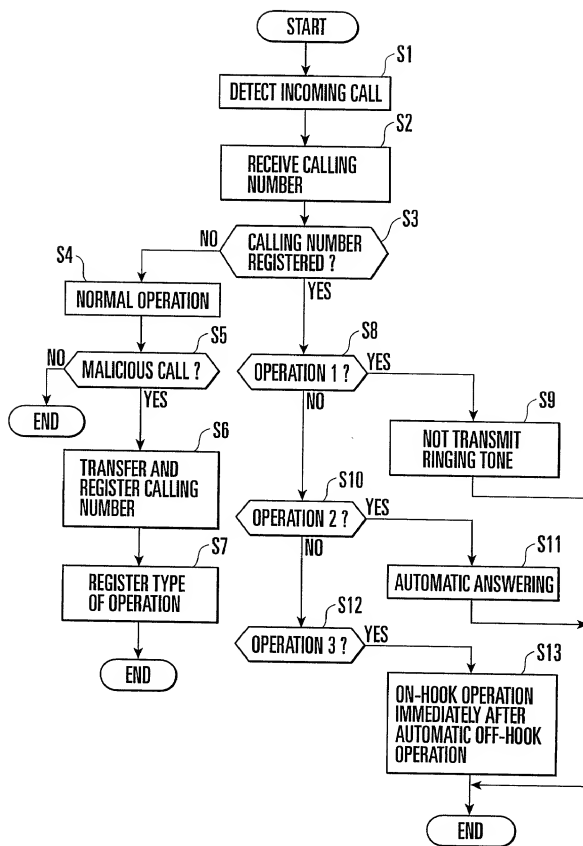 START
S1
DETECT INCOMING CALL
S2
RECEIVE CALLING
NUMBER
S3
CALLING NUMBER
REGISTERED ?
NO
YES
S4
NORMAL OPERATION
S5
MALICIOUS CALL ?
NO
YES
END
S6
TRANSFER AND
REGISTER CALLING
NUMBER
S7
REGISTER TYPE
OF OPERATION
END
S8
OPERATION 1 ?
YES
NO
S9
NOT TRANSMIT
RINGING TONE
S10
OPERATION 2 ?
YES
NO
S11
AUTOMATIC ANSWERING
S12
OPERATION 3 ?
YES
S13
ON-HOOK OPERATION
IMMEDIATELY AFTER
AUTOMATIC OFF-HOOK
OPERATION
END